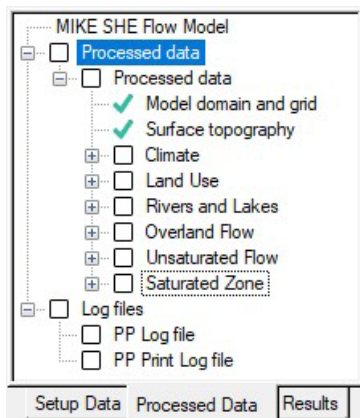 MIKE SHE Flow Model
Processed data
Processed data
Model domain and grid
Surface topography
Climate
Land Use
Rivers and Lakes
Overland Flow
Unsaturated Flow
Saturated Zone
Log files
PP Log file
PP Print Log file
Setup Data Processed Data Results